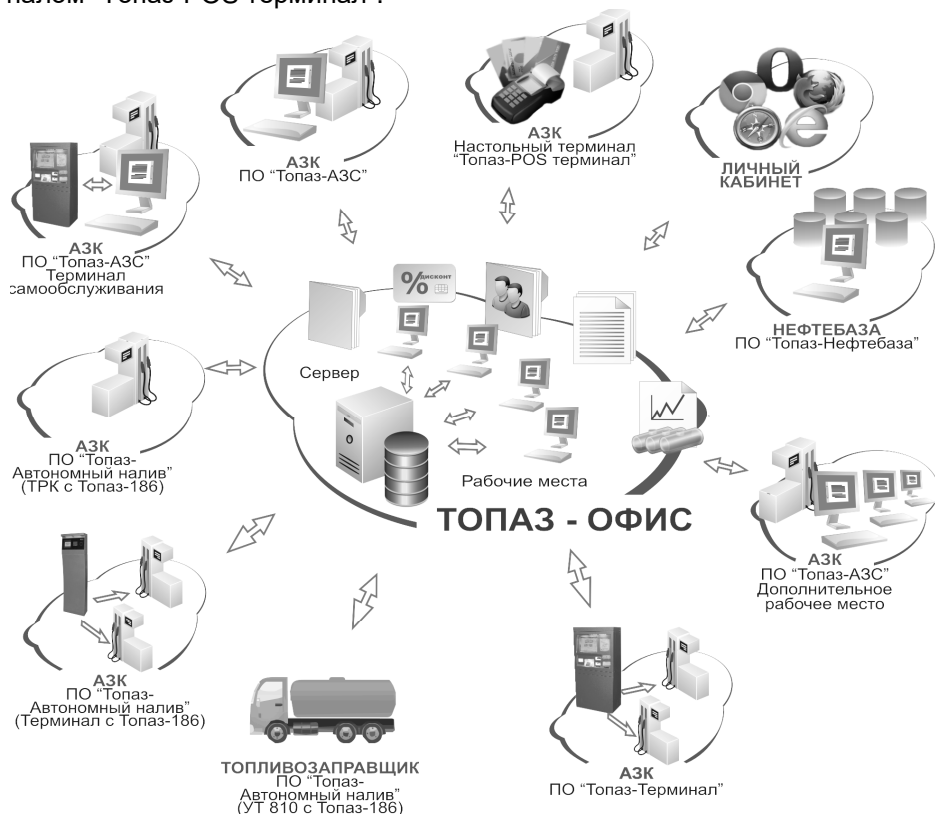 "Топаз-POS терминал".
АЗК
ПО “Топаз-АЗС”
АЗК
Настольный терминал
“Топаз-POS терминал”
ЛИЧНЫЙ
КАБИНЕТ
АЗК
ПО “Топаз-АЗС”
Терминал
самообслуживания
%
дисконт
НЕФТЕБАЗА
ПО “Топаз-Нефтебаза”
Сервер
АЗК
ПО “Топаз-
Автономный налив”
(ТРК с Топаз-186)
Рабочие места
ТОПАЗ - ОФИС
АЗК
ПО “Топаз-АЗС”
Дополнительное
рабочее место
АЗК
ПО “Топаз-
Автономный налив”
(Терминал с Топаз-186)
ТОПЛИВОЗАПРАВЩИК
ПО “Топаз-
Автономный налив”
(УТ 810 с Топаз-186)
АЗК
ПО “Топаз-Терминал”